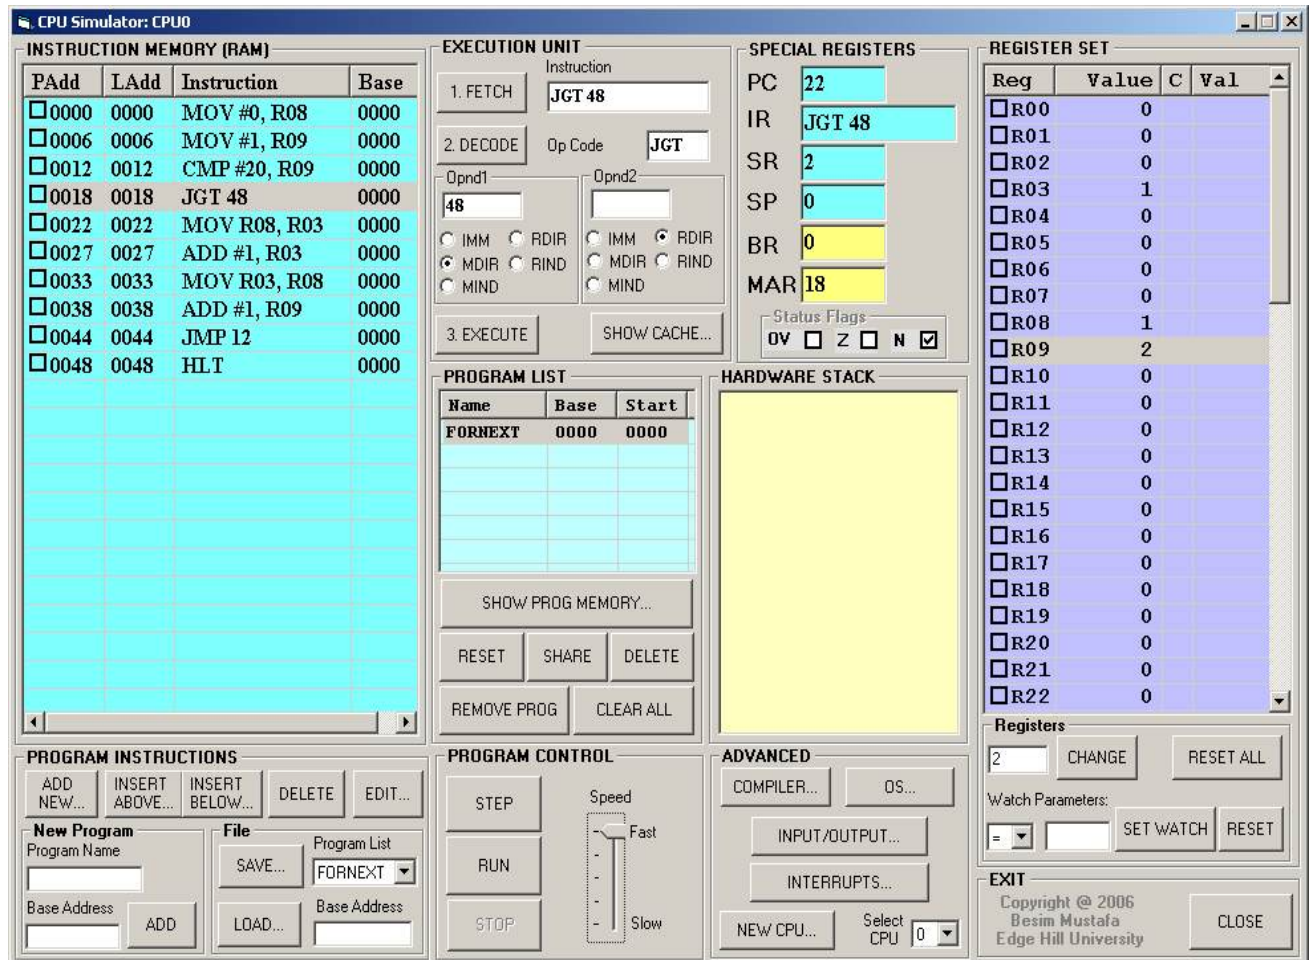 CPU Simulator: CPU0
INSTRUCTION MEMORY (RAM)
PAdd LAdd Instruction Base
0000 0000 MOV #0, R08 0000
0006 0006 MOV #1, R09 0000
0012 0012 CMP #20, R09 0000
0018 0018 JGT 48 0000
0022 0022 MOV R08, R03 0000
0027 0027 ADD #1, R03 0000
0033 0033 MOV R03, R08 0000
0038 0038 ADD #1, R09 0000
0044 0044 JMP 12 0000
0048 0048 HLT 0000
EXECUTION UNIT
Instruction
1. FETCH JGT 48
2. DECODE Op Code JGT
Opnd1 Opnd2
48
IMM RDIR IMM RDIR
MDIR RIND MDIR RIND
MIND MIND
3. EXECUTE SHOW CACHE...
SPECIAL REGISTERS
PC 22
IR JGT 48
SR 2
SP 0
BR 0
MAR 18
Status Flags
OV Z N
PROGRAM LIST
Name Base Start
FORNEXT 0000 0000
SHOW PROG MEMORY...
RESET SHARE DELETE
REMOVE PROG CLEAR ALL
HARDWARE STACK
REGISTER SET
Reg Value C Val
R00 0
R01 0
R02 0
R03 1
R04 0
R05 0
R06 0
R07 0
R08 1
R09 2
R10 0
R11 0
R12 0
R13 0
R14 0
R15 0
R16 0
R17 0
R18 0
R19 0
R20 0
R21 0
R22 0
Registers
2 CHANGE RESET ALL
Watch Parameters:
= SET WATCH RESET
PROGRAM INSTRUCTIONS
ADD NEW... INSERT ABOVE... INSERT BELOW... DELETE EDIT...
New Program
Program Name
Base Address
ADD
File
SAVE... Program List
FORNEXT
LOAD... Base Address
PROGRAM CONTROL
STEP Speed
Fast
RUN
STOP Slow
ADVANCED
COMPILER... OS...
INPUT/OUTPUT...
INTERRUPTS...
NEW CPU... Select CPU 0
EXIT
Copyright @ 2006
Besim Mustafa
Edge Hill University
CLOSE